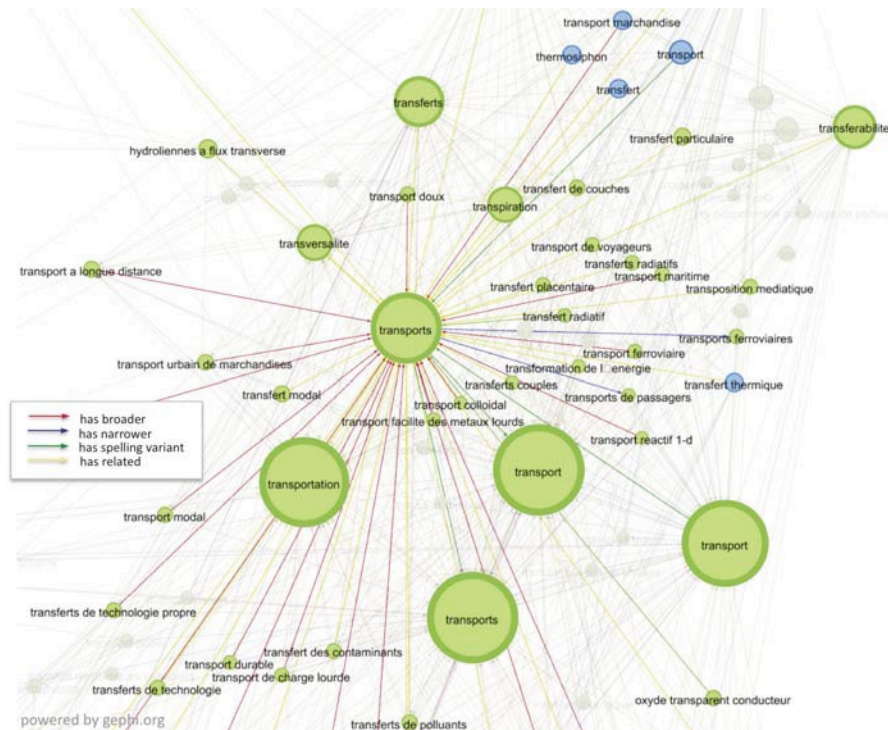 transport marchandise
thermosiphon
transport
transfert
transferts
transferabilite
transfert particulaire
hydroliennes a flux transverse
transport doux
transfert de couches
transpiration
transversalite
transport de voyageurs
transferts radiatifs
transport a longue distance
transport maritime
transfert placentaire
transposition mediatique
transfert radiatif
transports
transports ferroviaires
transport ferroviaire
transport urbain de marchandises
transformation de l□energie
transferts couples
transfert thermique
transfert modal
transports de passagers
transport colloidal
has broader
transport facilite des metaux lourds
has narrower
transport reactif 1-d
has spelling variant
has related
transport
transportation
transport modal
transport
transferts de technologie propre
transports
transfert des contaminants
transport durable
transport de charge lourde
transferts de technologie
oxyde transparent conducteur
transferts de polluants
powered by gephi.org